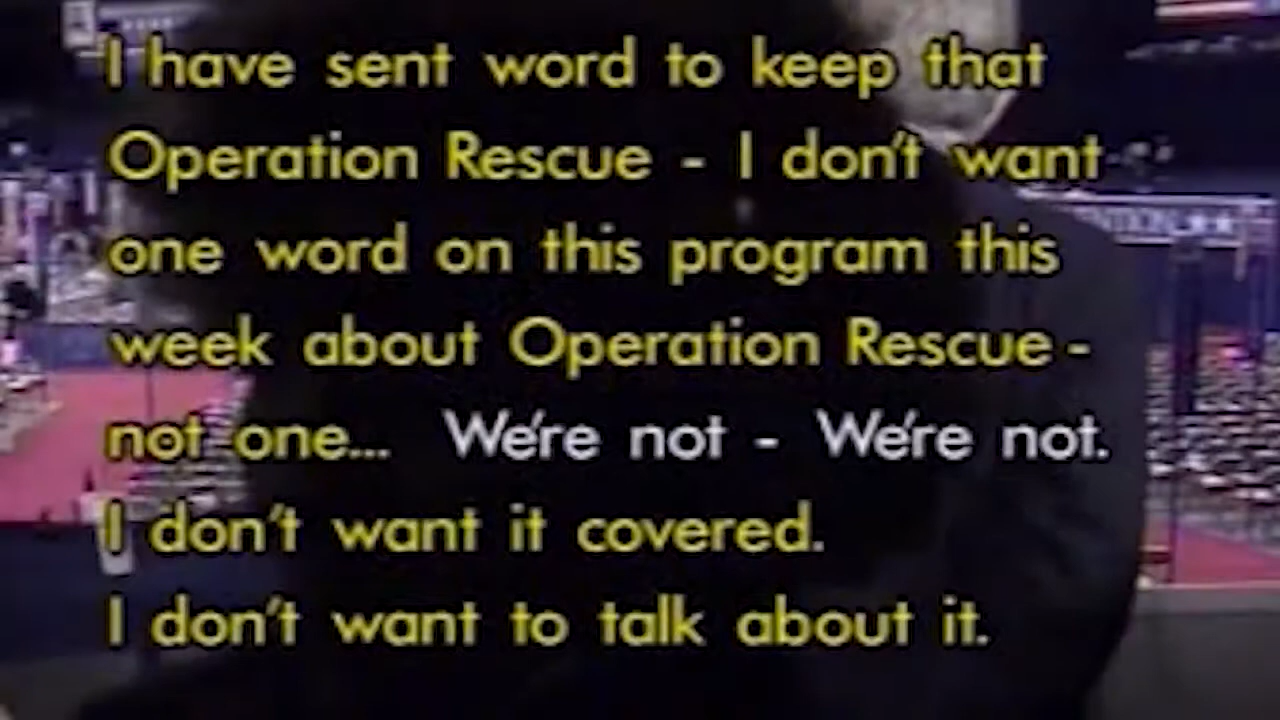 I have sent word to keep that
Operation Rescue - I don't want
one word on this program this
week about Operation Rescue -
not one... We're not - We're not.
I don't want it covered.
I don't want to talk about it.